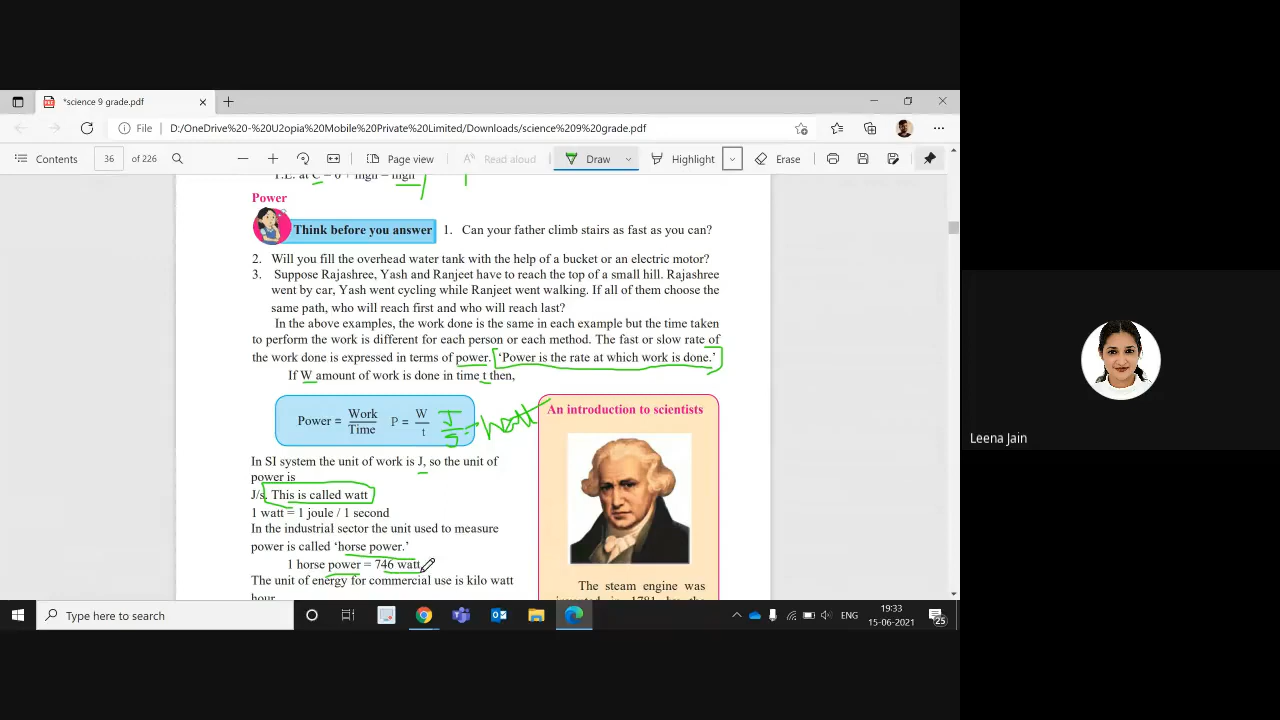 *science 9 grade.pdf
File
D:/OneDrive%20-%20U2opia%20Mobile%20Private%20Limited/Downloads/science%209%20grade.pdf
Contents
36
of 226
Page view
Read aloud
Draw
Highlight
Erase
= 0 + mgh = mgh
Power
Think before you answer
1. Can your father climb stairs as fast as you can?
2. Will you fill the overhead water tank with the help of a bucket or an electric motor?
3. Suppose Rajashree, Yash and Ranjeet have to reach the top of a small hill. Rajashree
went by car, Yash went cycling while Ranjeet went walking. If all of them choose the
same path, who will reach first and who will reach last?
In the above examples, the work done is the same in each example but the time taken
to perform the work is different for each person or each method. The fast or slow rate of
the work done is expressed in terms of power. ‘Power is the rate at which work is done.’
If W amount of work is done in time t then,
Power = Work / Time P = W / t
J/s = watt
In SI system the unit of work is J, so the unit of
power is
J/s. This is called watt
1 watt = 1 joule / 1 second
In the industrial sector the unit used to measure
power is called ‘horse power.’
1 horse power = 746 watt
The unit of energy for commercial use is kilo watt
hour
An introduction to scientists
The steam engine was
1781 by the
Leena Jain
Type here to search
ENG
19:33
15-06-2021
25